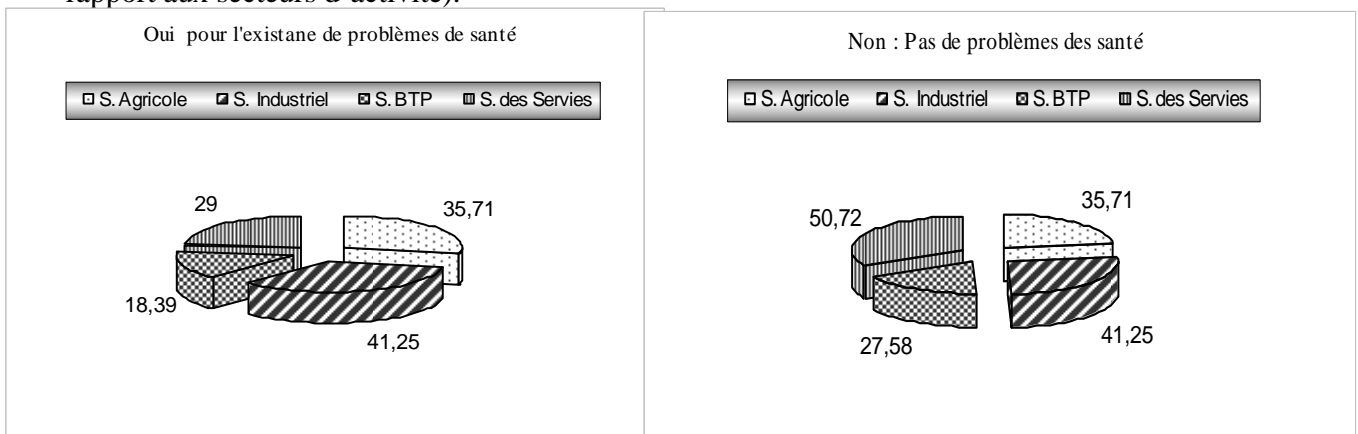 rapport aux secteurs d'activité).
Oui pour l'existane de problèmes de santé
S. Agricole S. Industriel S. BTP S. des Servies
29
35,71
18,39
41,25
Non : Pas de problèmes des santé
S. Agricole S. Industriel S. BTP S. des Servies
50,72
35,71
27,58
41,25